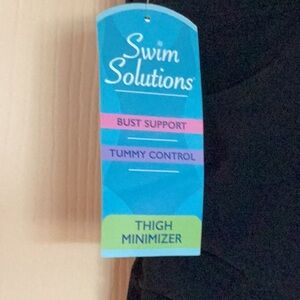 Swim
Solutions®
BUST SUPPORT
TUMMY CONTROL
THIGH
MINIMIZER